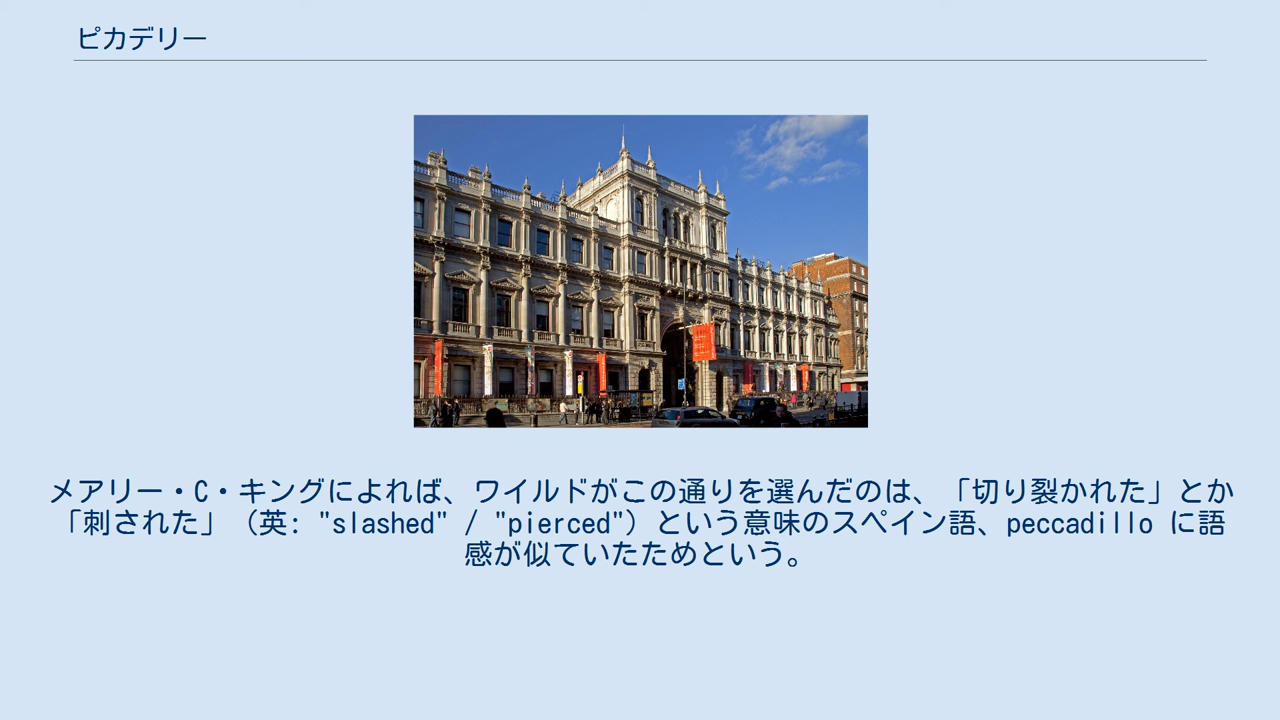 ピカデリー
メアリー・C・キングによれば、ワイルドがこの通りを選んだのは、「切り裂かれた」とか
「刺された」（英: "slashed" / "pierced"）という意味のスペイン語、peccadillo に語
感が似ていたためという。